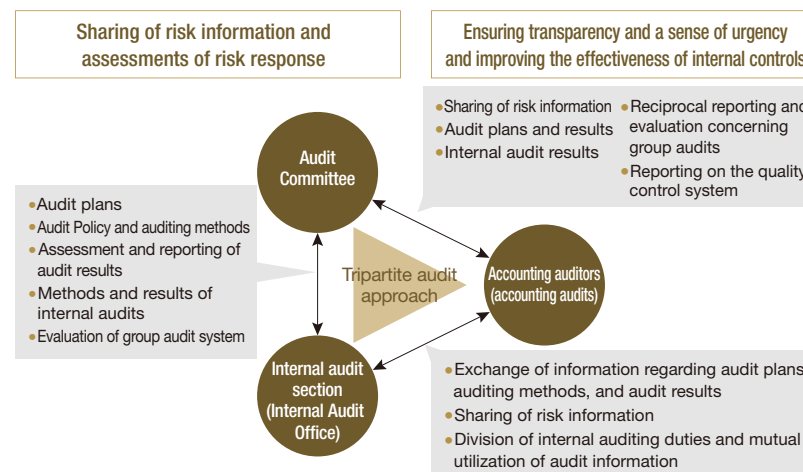 Sharing of risk information and
assessments of risk response
Ensuring transparency and a sense of urgency
and improving the effectiveness of internal controls
•Sharing of risk information
•Audit plans and results
•Internal audit results
•Reciprocal reporting and
evaluation concerning
group audits
•Reporting on the quality
control system
Audit
Committee
•Audit plans
•Audit Policy and auditing methods
•Assessment and reporting of
audit results
•Methods and results of
internal audits
•Evaluation of group audit system
Tripartite audit
approach
Accounting auditors
(accounting audits)
Internal audit
section
(Internal Audit
Office)
•Exchange of information regarding audit plans
auditing methods, and audit results
•Sharing of risk information
•Division of internal auditing duties and mutual
utilization of audit information